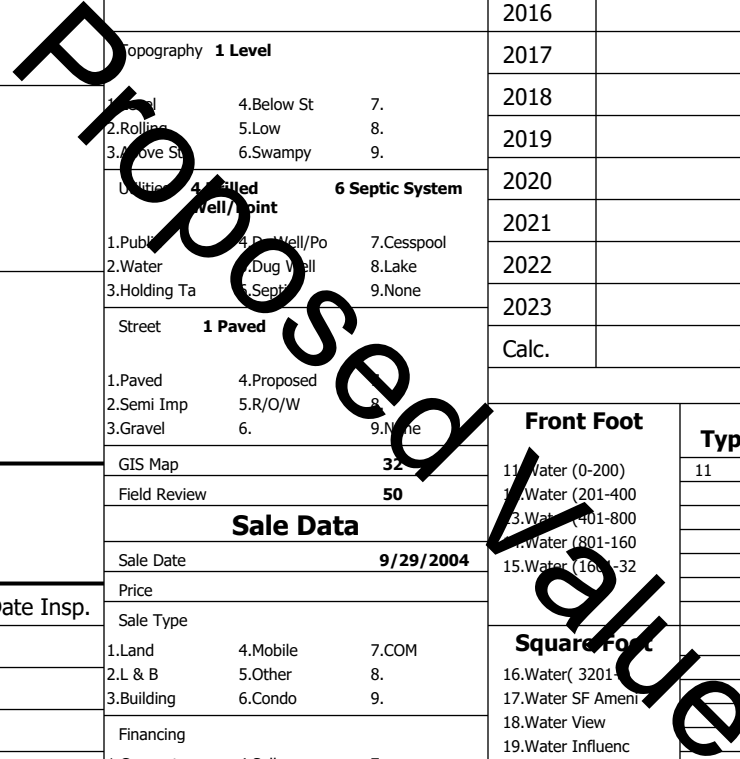 Topography 1 Level
1.Level 4.Below St 7.
2.Rolling 5.Low 8.
3.Above St 6.Swampy 9.
Utilities 4 Drilled Well/Point 6 Septic System
1.Public 4.Dr Well/Po 7.Cesspool
2.Water 5.Dug Well 8.Lake
3.Holding Ta 6.Septic 9.None
Street 1 Paved
1.Paved 4.Proposed
2.Semi Imp 5.R/O/W 8.
3.Gravel 6. 9.None
GIS Map 32
Field Review 50
Sale Data
Sale Date 9/29/2004
Price
Sale Type
1.Land 4.Mobile 7.COM
2.L & B 5.Other 8.
3.Building 6.Condo 9.
Financing
2016
2017
2018
2019
2020
2021
2022
2023
Calc.
Front Foot
Typ
11.Water (0-200) 11
12.Water (201-400
13.Water (401-800
14.Water (801-160
15.Water (1601-32
Square Foot
16.Water( 3201-
17.Water SF Ameni
18.Water View
19.Water Influenc
ate Insp.
Proposed Value